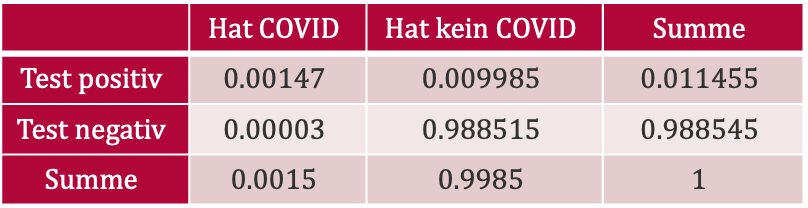 Hat COVID Hat kein COVID Summe
Test positiv 0.00147 0.009985 0.011455
Test negativ 0.00003 0.988515 0.988545
Summe 0.0015 0.9985 1